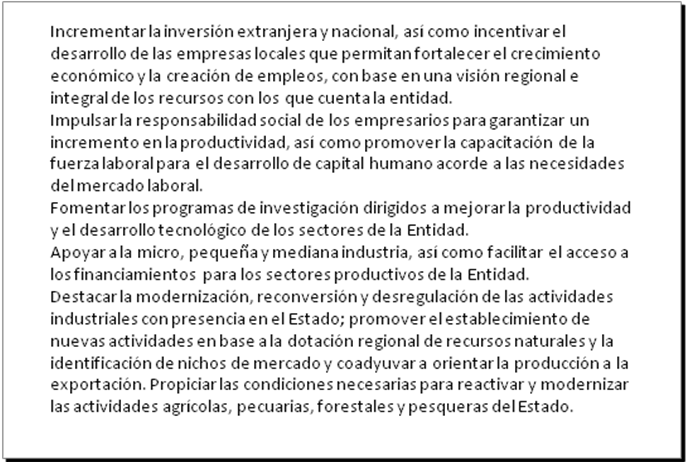 Incrementar la inversión extranjera y nacional, así como incentivar el
desarrollo de las empresas locales que permitan fortalecer el crecimiento
económico y la creación de empleos, con base en una visión regional e
integral de los recursos con los que cuenta la entidad.
Impulsar la responsabilidad social de los empresarios para garantizar un
incremento en la productividad, así como promover la capacitación de la
fuerza laboral para el desarrollo de capital humano acorde a las necesidades
del mercado laboral.
Fomentar los programas de investigación dirigidos a mejorar la productividad
y el desarrollo tecnológico de los sectores de la Entidad.
Apoyar a la micro, pequeña y mediana industria, así como facilitar el acceso a
los financiamientos para los sectores productivos de la Entidad.
Destacar la modernización, reconversión y desregulación de las actividades
industriales con presencia en el Estado; promover el establecimiento de
nuevas actividades en base a la dotación regional de recursos naturales y la
identificación de nichos de mercado y coadyuvar a orientar la producción a la
exportación. Propiciar las condiciones necesarias para reactivar y modernizar
las actividades agrícolas, pecuarias, forestales y pesqueras del Estado.